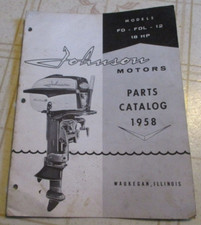 MODELS
FD - FDL - 12
18 HP
Johnson
MOTORS
PARTS
CATALOG
1958
WAUKEGAN, ILLINOIS